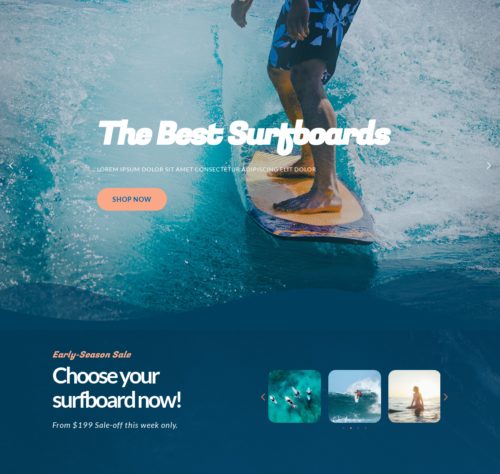 The Best Surfboards
LOREM IPSUM DOLOR SIT AMET CONSECTETUR ADIPISCING ELIT DOLOR
SHOP NOW
Early-Season Sale
Choose your
surfboard now!
From $199 Sale-off this week only.